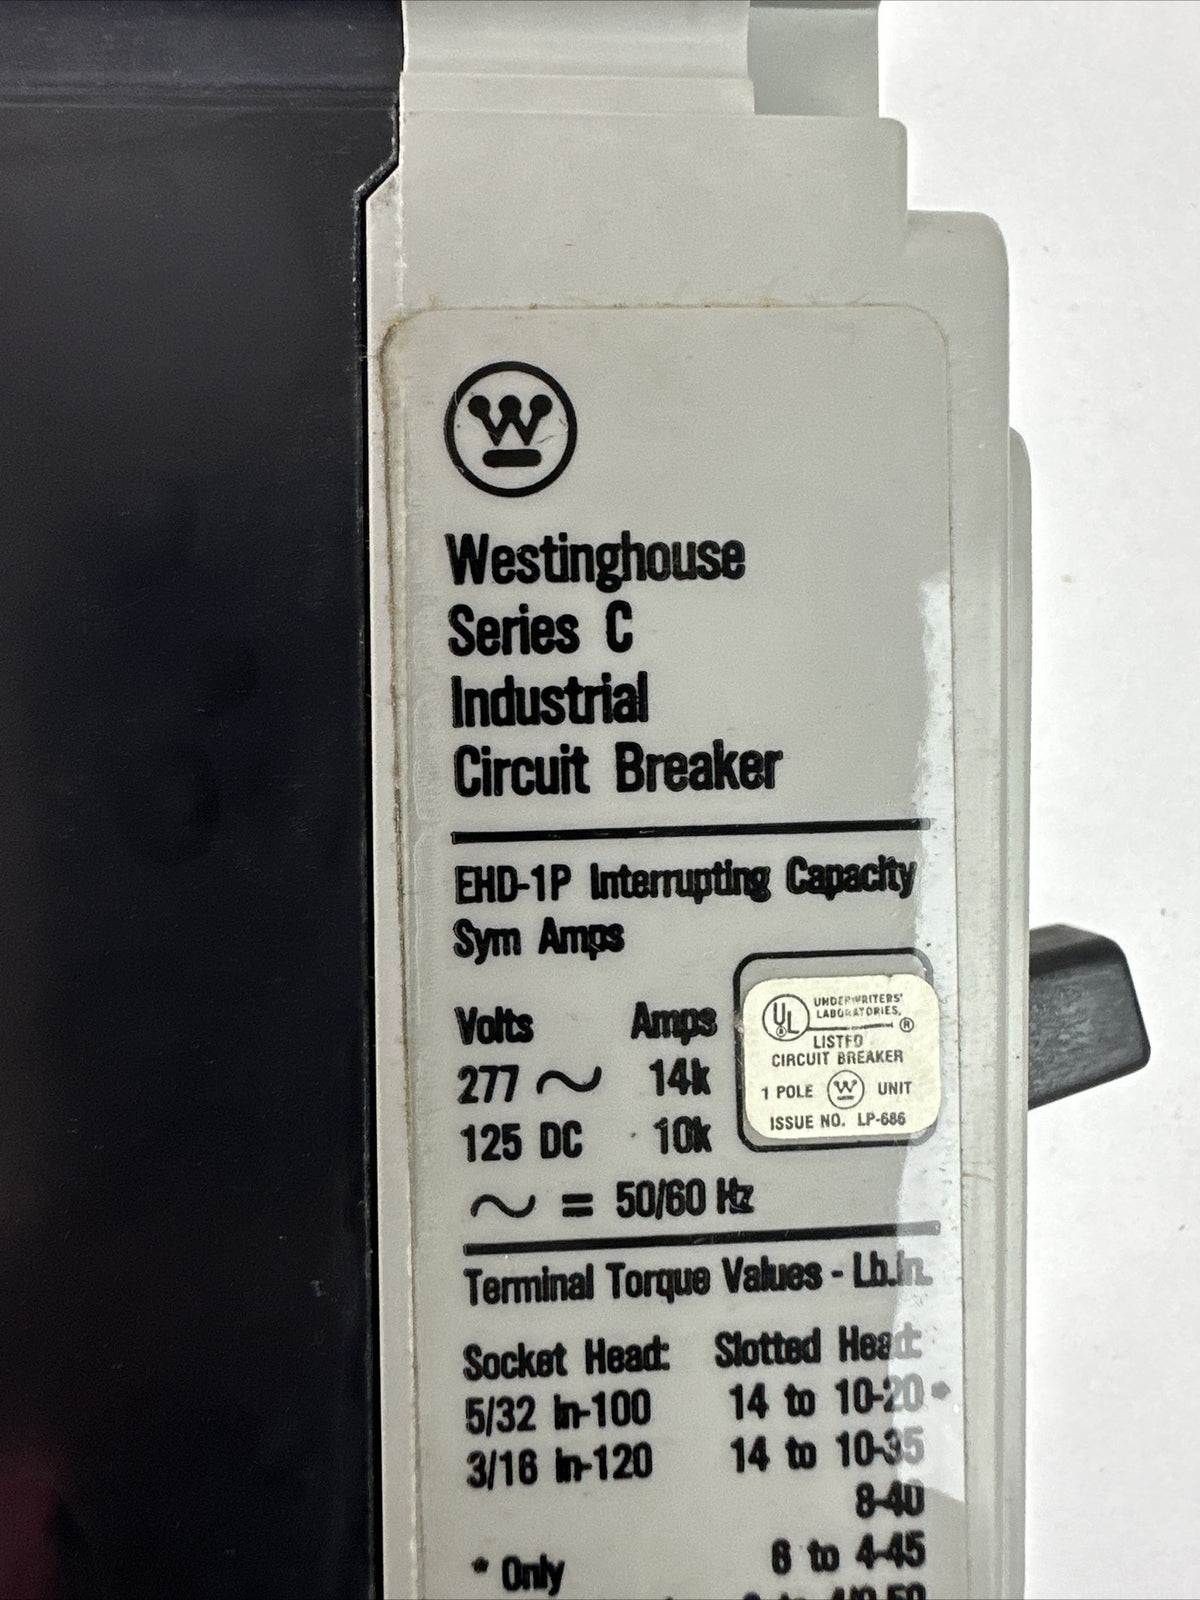 W
Westinghouse
Series C
Industrial
Circuit Breaker
EHD-1P Interrupting Capacity
Sym Amps
Volts Amps
277 ~ 14k
125 DC 10k
~ = 50/60 Hz
UL UNDERWRITERS'
LABORATORIES, ®
LISTED
CIRCUIT BREAKER
1 POLE W UNIT
ISSUE NO. LP-686
Terminal Torque Values - Lb.In.
Socket Head: Slotted Head:
5/32 In-100 14 to 10-20 *
3/16 In-120 14 to 10-35
8-40
6 to 4-45
* Only